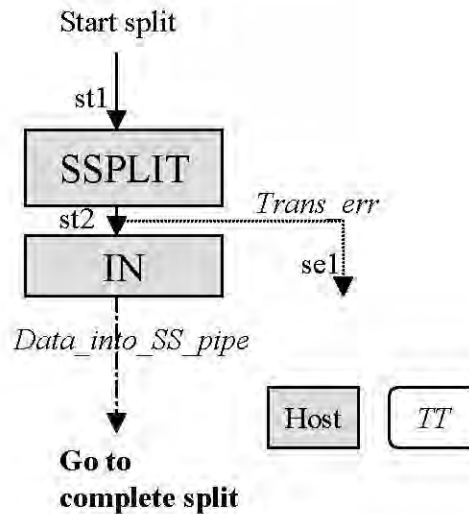 Start split
st1
SSPLIT
Trans_err
st2
se1
IN
Data_into_SS_pipe
Host
TT
Go to
complete split